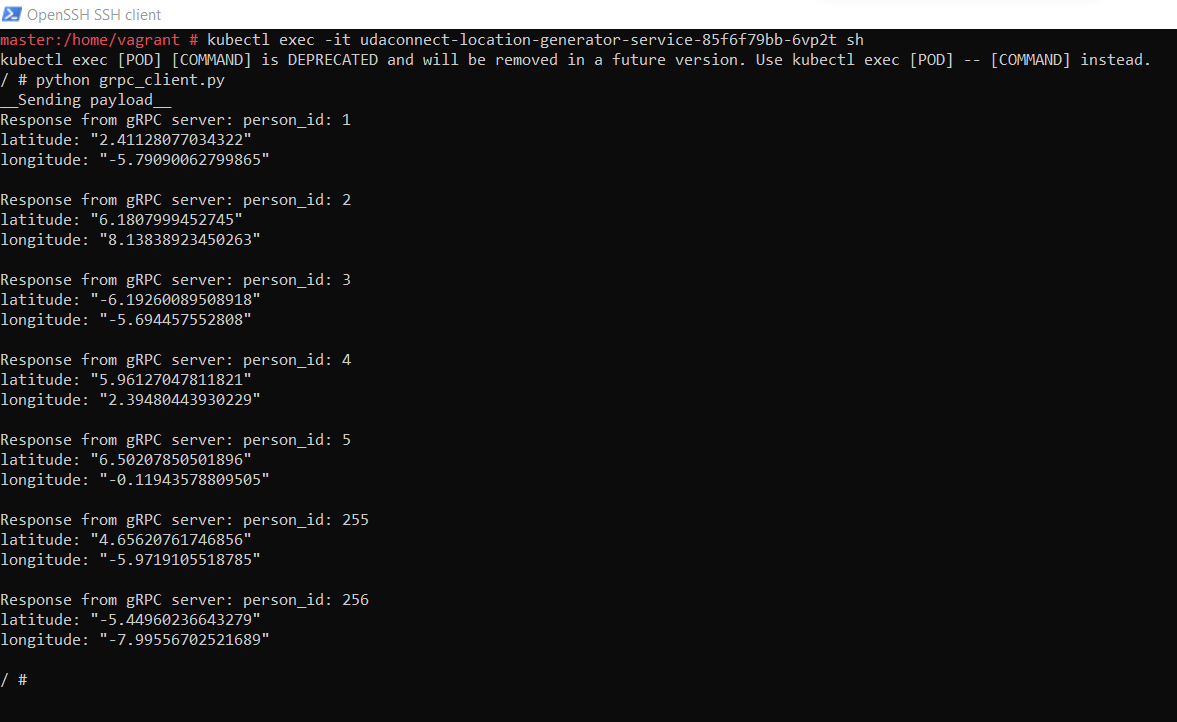 OpenSSH SSH client
master:/home/vagrant # kubectl exec -it udaconnect-location-generator-service-85f6f79bb-6vp2t sh
kubectl exec [POD] [COMMAND] is DEPRECATED and will be removed in a future version. Use kubectl exec [POD] -- [COMMAND] instead.
/ # python grpc_client.py
__Sending payload__
Response from gRPC server: person_id: 1
latitude: "2.41128077034322"
longitude: "-5.79090062799865"
Response from gRPC server: person_id: 2
latitude: "6.1807999452745"
longitude: "8.13838923450263"
Response from gRPC server: person_id: 3
latitude: "-6.19260089508918"
longitude: "-5.694457552808"
Response from gRPC server: person_id: 4
latitude: "5.96127047811821"
longitude: "2.39480443930229"
Response from gRPC server: person_id: 5
latitude: "6.50207850501896"
longitude: "-0.11943578809505"
Response from gRPC server: person_id: 255
latitude: "4.65620761746856"
longitude: "-5.9719105518785"
Response from gRPC server: person_id: 256
latitude: "-5.44960236643279"
longitude: "-7.99556702521689"
/ #